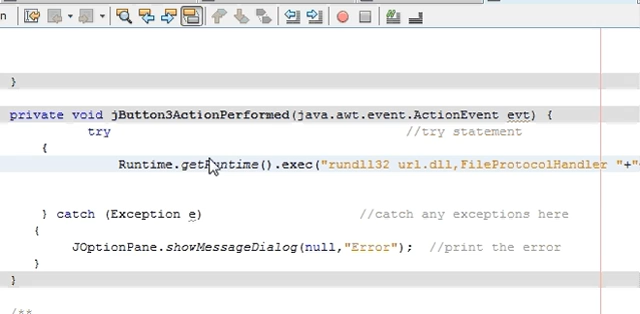 n
}
private void jButton3ActionPerformed(java.awt.event.ActionEvent evt) {
try //try statement
{
Runtime.getRuntime().exec("rundll32 url.dll,FileProtocolHandler "+"
} catch (Exception e) //catch any exceptions here
{
JOptionPane.showMessageDialog(null,"Error"); //print the error
}
}
/**